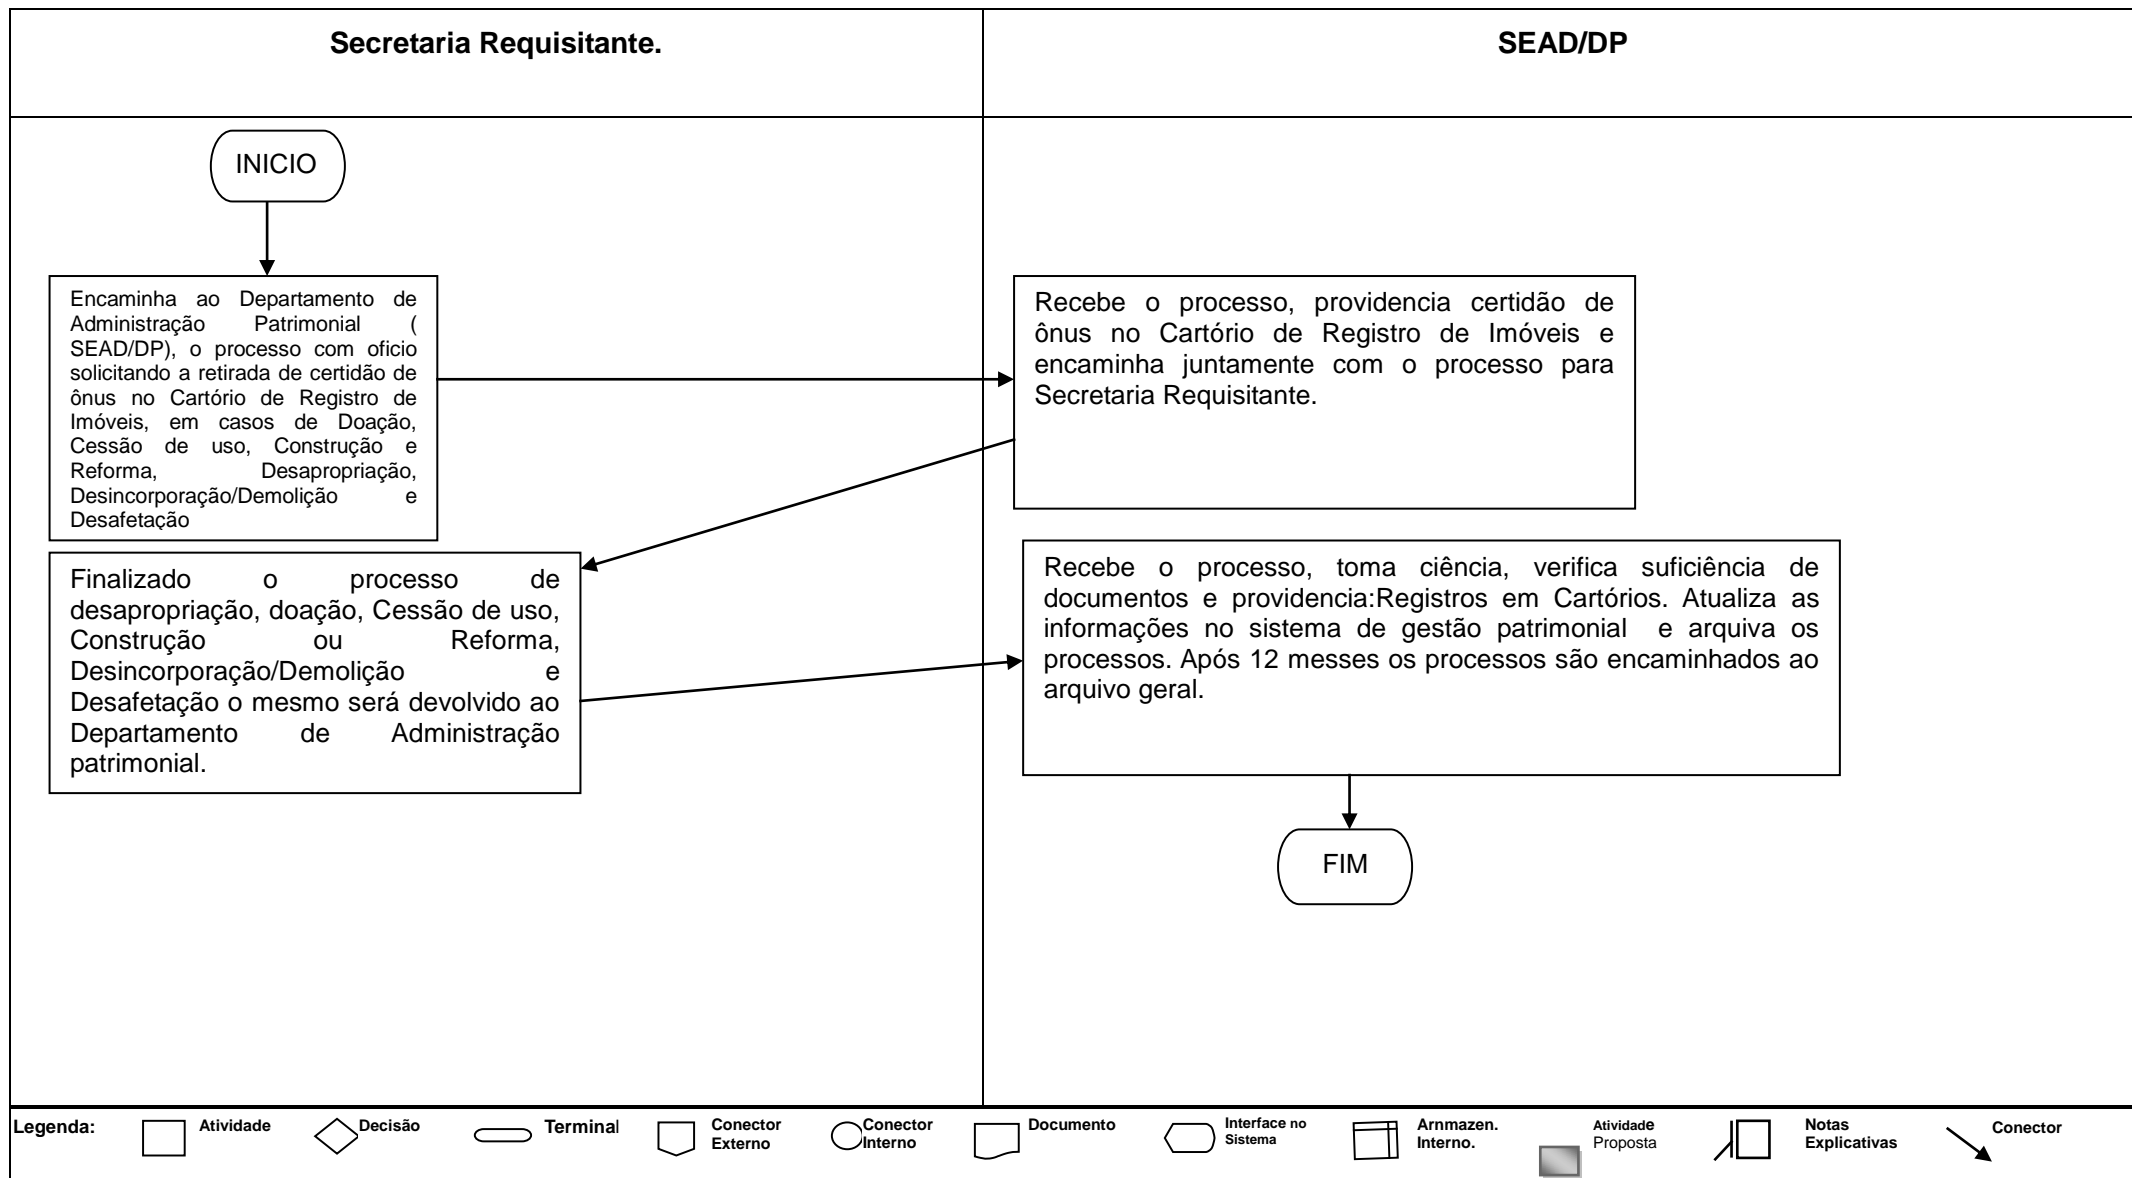 Secretaria Requisitante.
SEAD/DP
INICIO
Encaminha ao Departamento de
Administração Patrimonial (
SEAD/DP), o processo com oficio
solicitando a retirada de certidão de
ônus no Cartório de Registro de
Imóveis, em casos de Doação,
Cessão de uso, Construção e
Reforma, Desapropriação,
Desincorporação/Demolição e
Desafetação
Recebe o processo, providencia certidão de
ônus no Cartório de Registro de Imóveis e
encaminha juntamente com o processo para
Secretaria Requisitante.
Finalizado o processo de
desapropriação, doação, Cessão de uso,
Construção ou Reforma,
Desincorporação/Demolição e
Desafetação o mesmo será devolvido ao
Departamento de Administração
patrimonial.
Recebe o processo, toma ciência, verifica suficiência de
documentos e providencia:Registros em Cartórios. Atualiza as
informações no sistema de gestão patrimonial e arquiva os
processos. Após 12 messes os processos são encaminhados ao
arquivo geral.
FIM
Legenda:
Atividade
Decisão
Terminal
Conector
Externo
Conector
Interno
Documento
Interface no
Sistema
Arnmazen.
Interno.
Atividade
Proposta
Notas
Explicativas
Conector